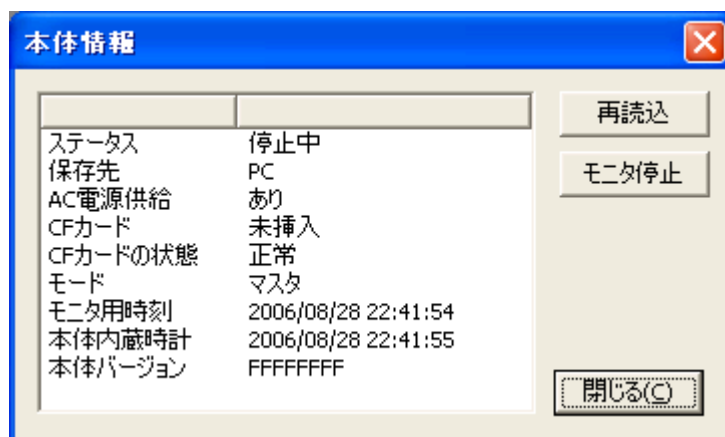 本体情報
再読込
モニタ停止
ステータス 停止中
保存先 PC
AC電源供給 あり
CFカード 未挿入
CFカードの状態 正常
モード マスタ
モニタ用時刻 2006/08/28 22:41:54
本体内蔵時計 2006/08/28 22:41:55
本体バージョン FFFFFFFF
閉じる(C)